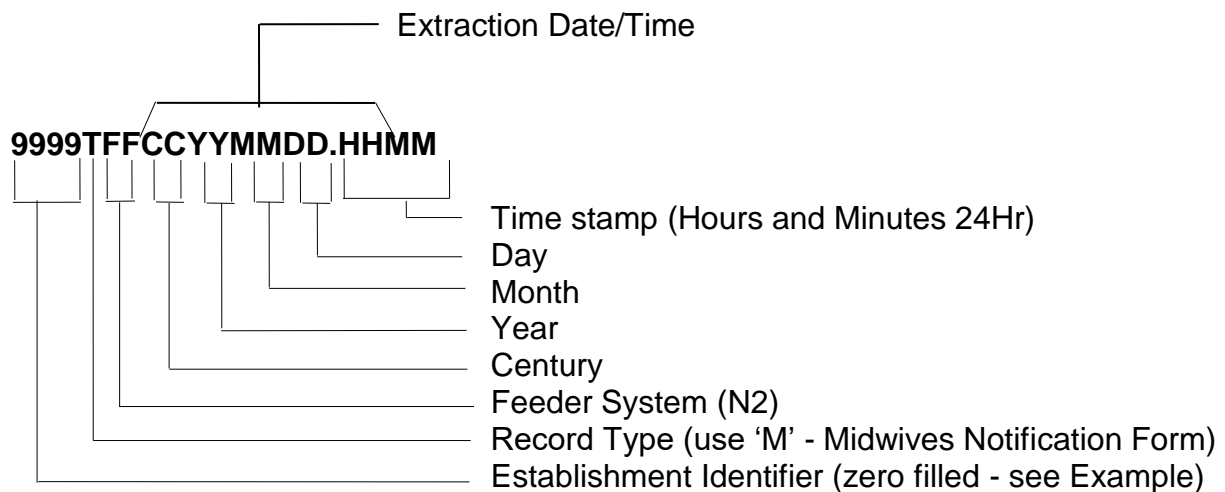 Extraction Date/Time
9999TFFCCYYMMDD.HHMM
Time stamp (Hours and Minutes 24Hr)
Day
Month
Year
Century
Feeder System (N2)
Record Type (use ‘M’ - Midwives Notification Form)
Establishment Identifier (zero filled - see Example)